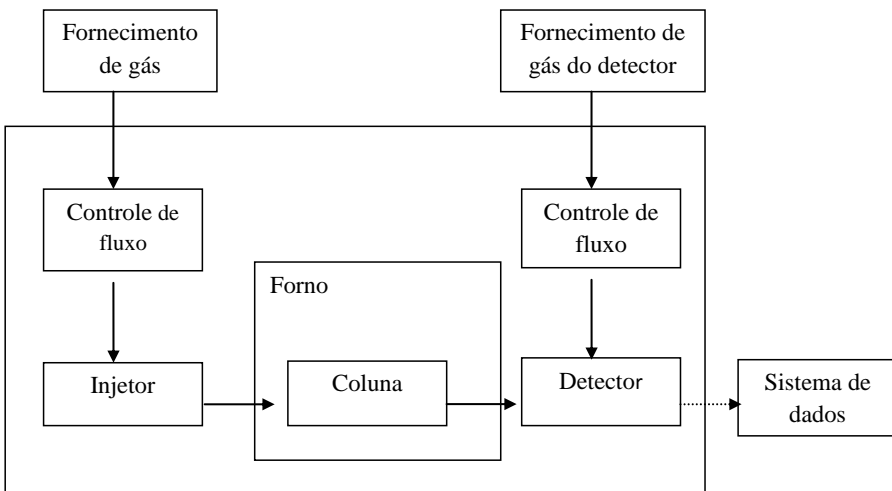 Fornecimento
de gás
Fornecimento de
gás do detector
Controle de
fluxo
Controle de
fluxo
Forno
Injetor
Coluna
Detector
Sistema de
dados